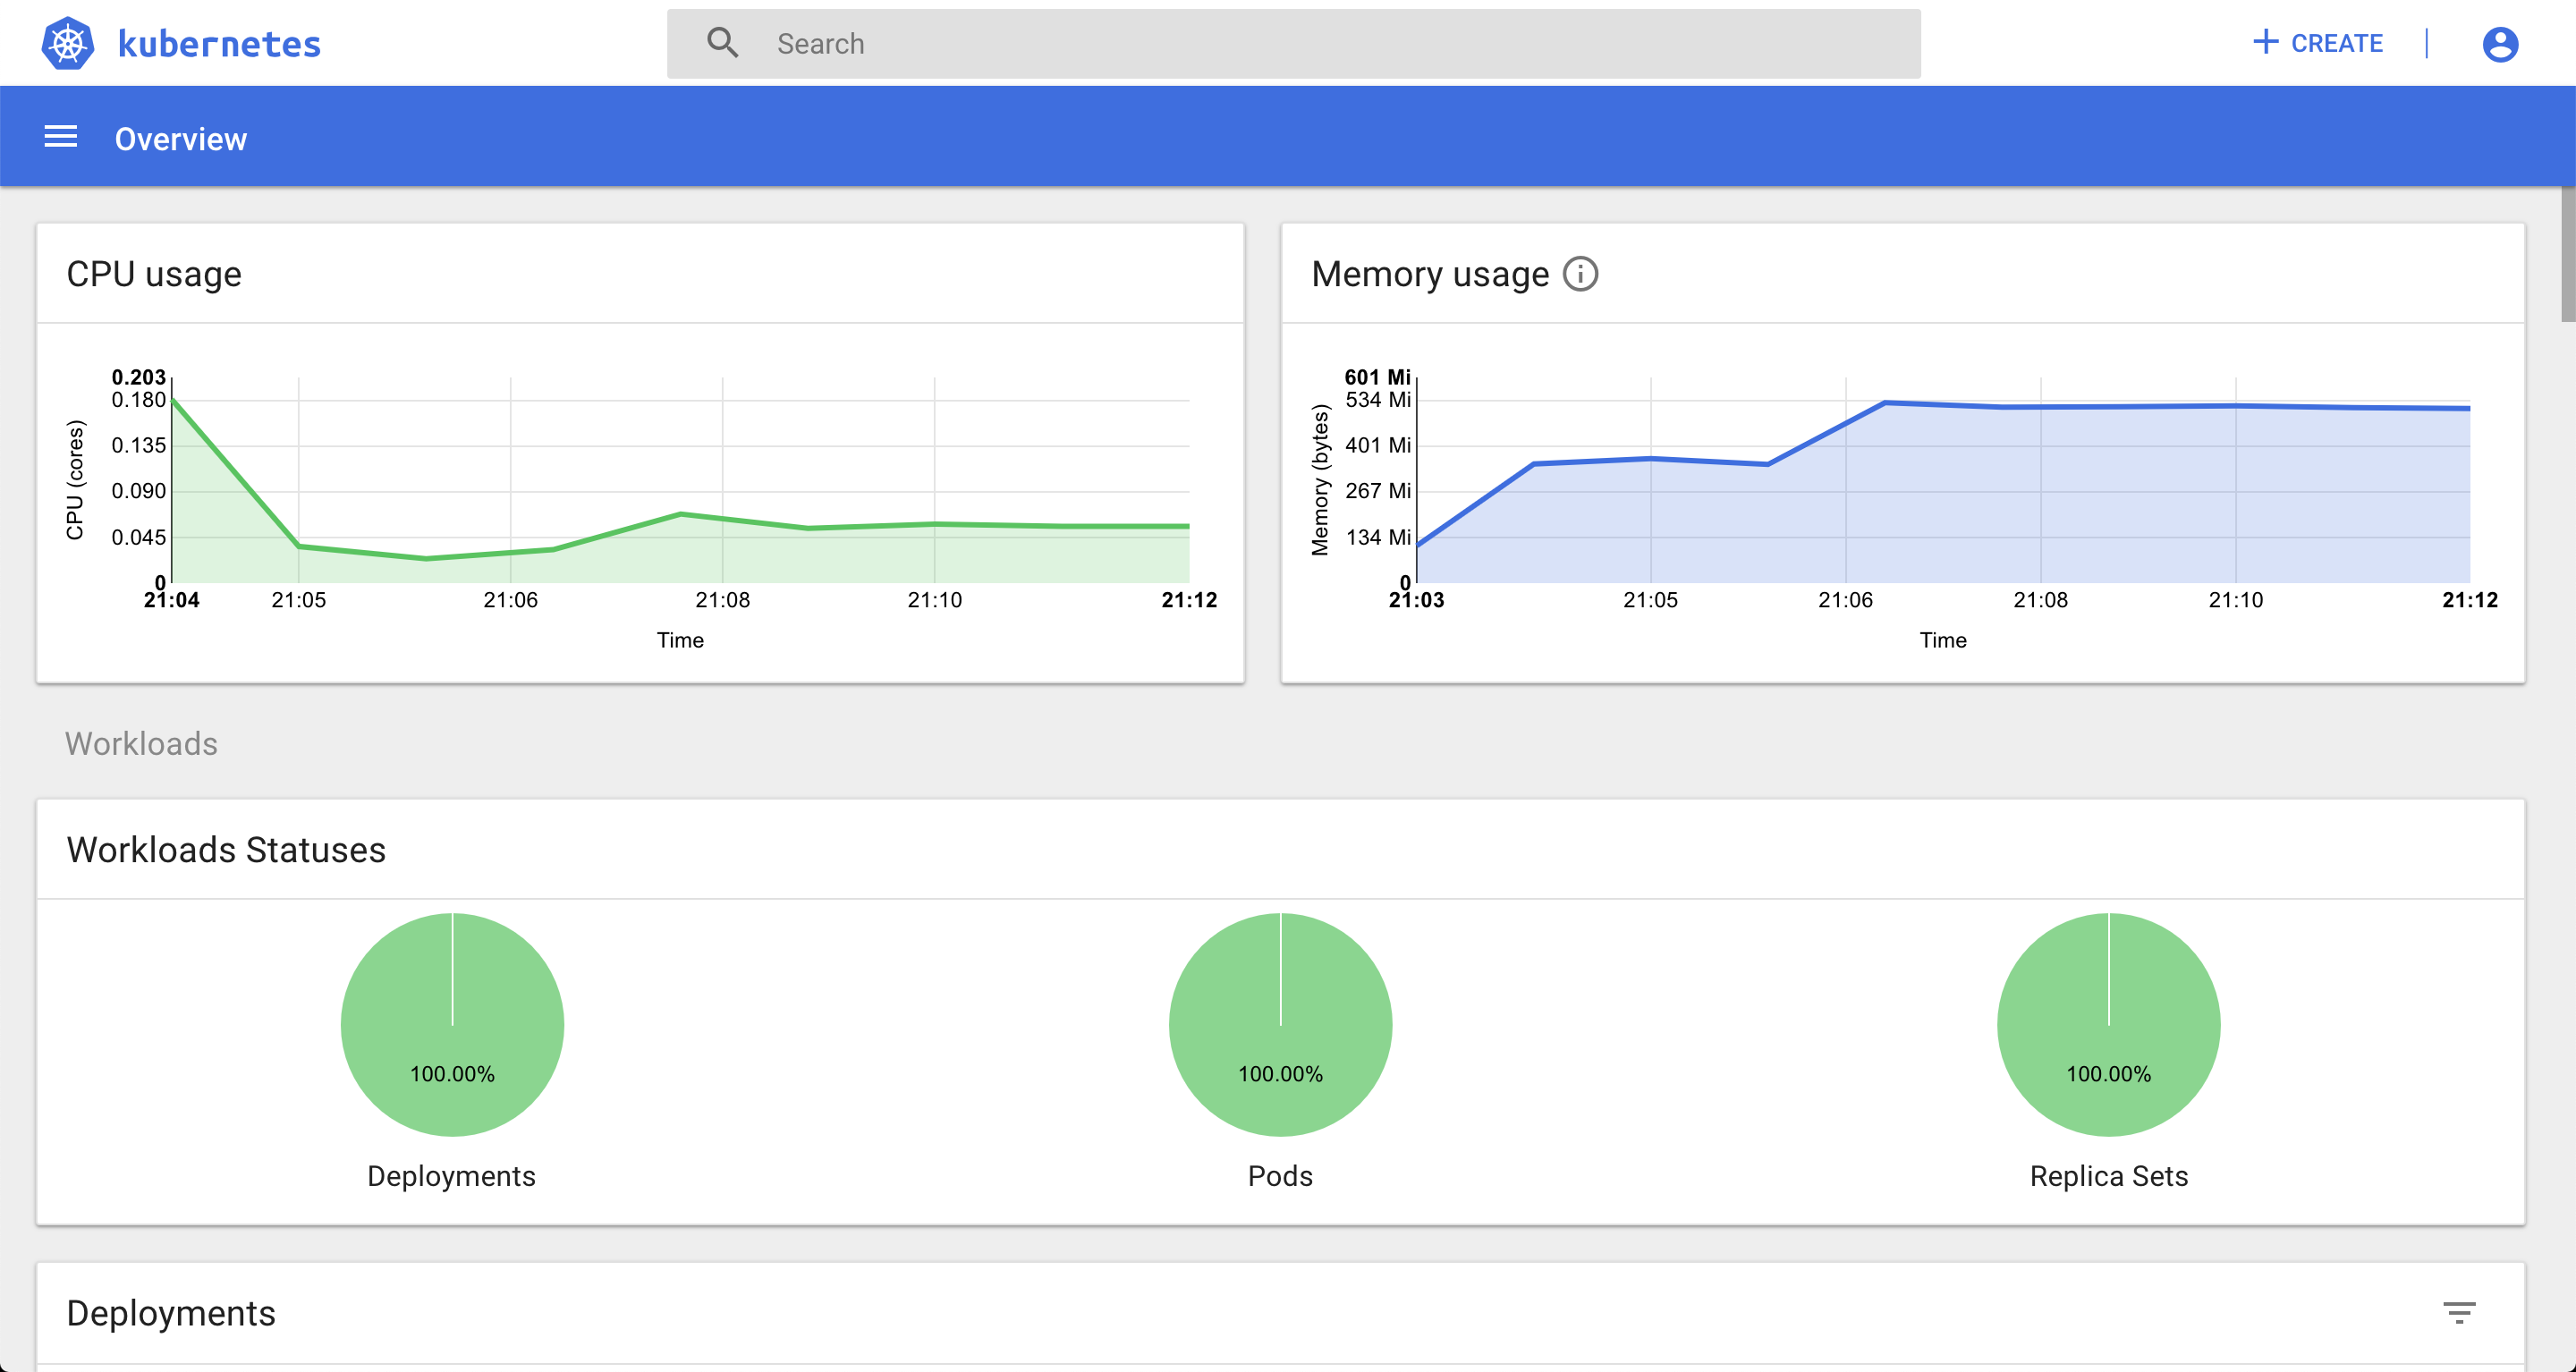 kubernetes
Search
CREATE
Overview
CPU usage
0.203
0.180
0.135
0.090
0.045
0
CPU (cores)
21:04 21:05 21:06 21:08 21:10 21:12
Time
Memory usage
601 Mi
534 Mi
401 Mi
267 Mi
134 Mi
0
Memory (bytes)
21:03 21:05 21:06 21:08 21:10 21:12
Time
Workloads
Workloads Statuses
100.00% 100.00% 100.00%
Deployments Pods Replica Sets
Deployments